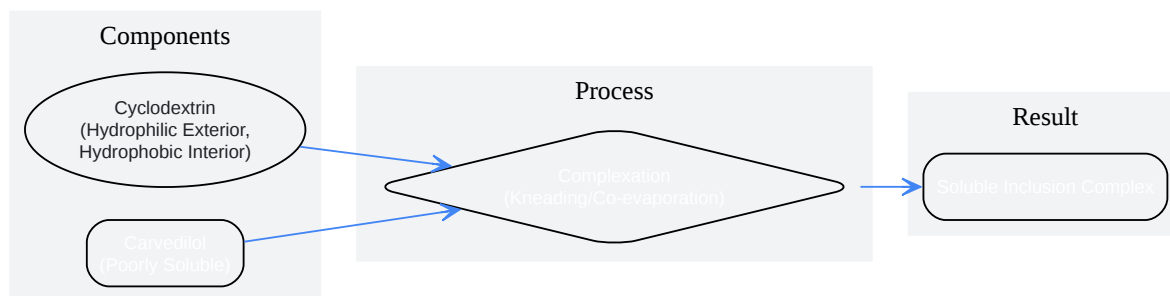 Components
Cyclodextrin
(Hydrophilic Exterior,
Hydrophobic Interior)
Carvedilol
(Poorly Soluble)
Process
Complexation
(Kneading/Co-evaporation)
Result
Soluble Inclusion Complex